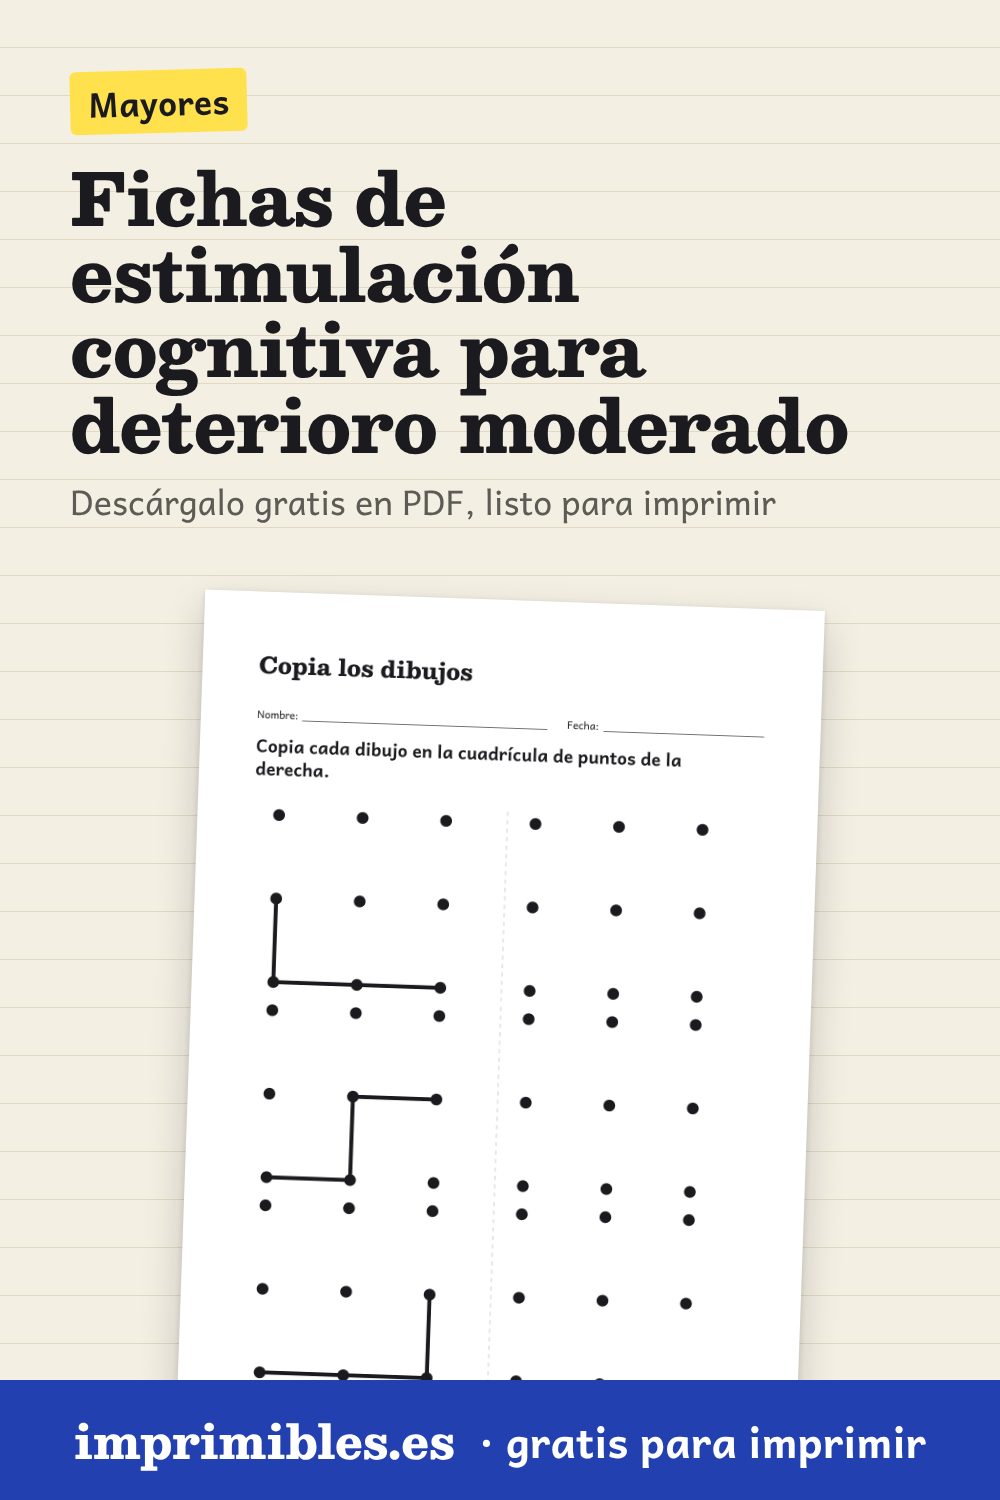 Mayores
Fichas de
estimulación
cognitiva para
deterioro moderado
Descárgalo gratis en PDF, listo para imprimir
Copia los dibujos
Nombre: Fecha:
Copia cada dibujo en la cuadrícula de puntos de la
derecha.
imprimibles.es · gratis para imprimir